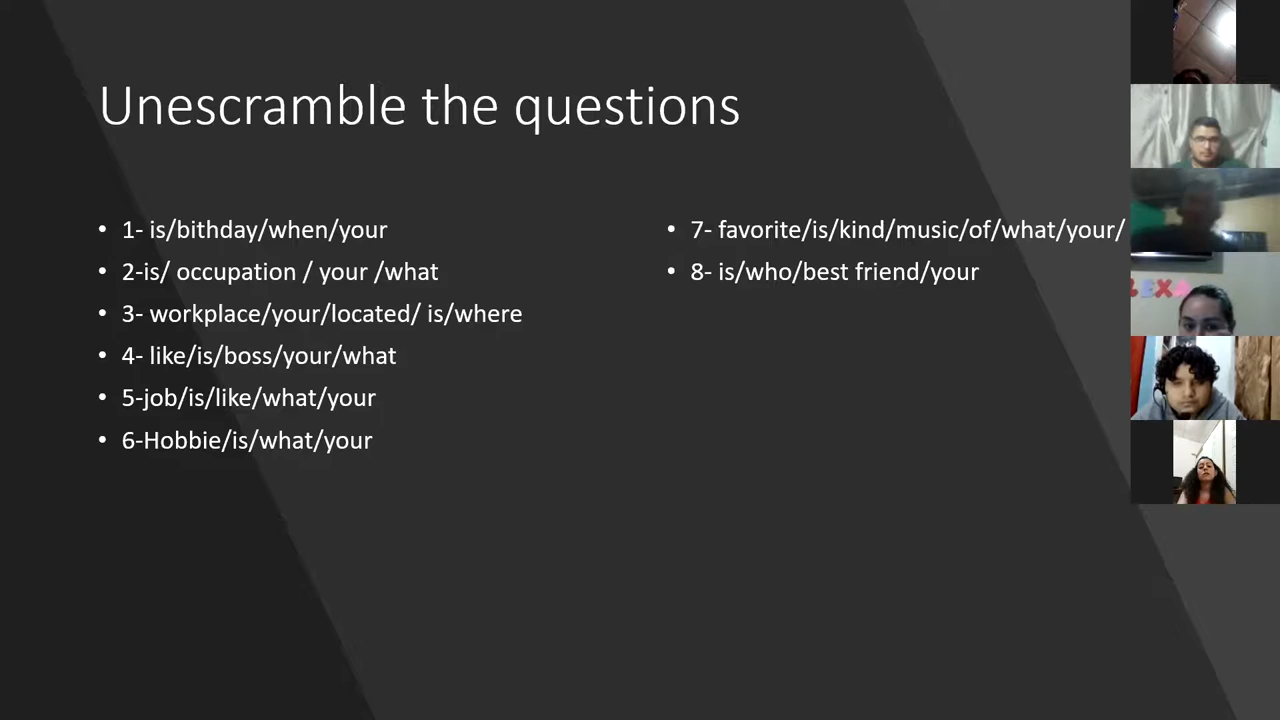 Unescramble the questions
• 1- is/bithday/when/your
• 2-is/ occupation / your /what
• 3- workplace/your/located/ is/where
• 4- like/is/boss/your/what
• 5-job/is/like/what/your
• 6-Hobbie/is/what/your
• 7- favorite/is/kind/music/of/what/your/
• 8- is/who/best friend/your